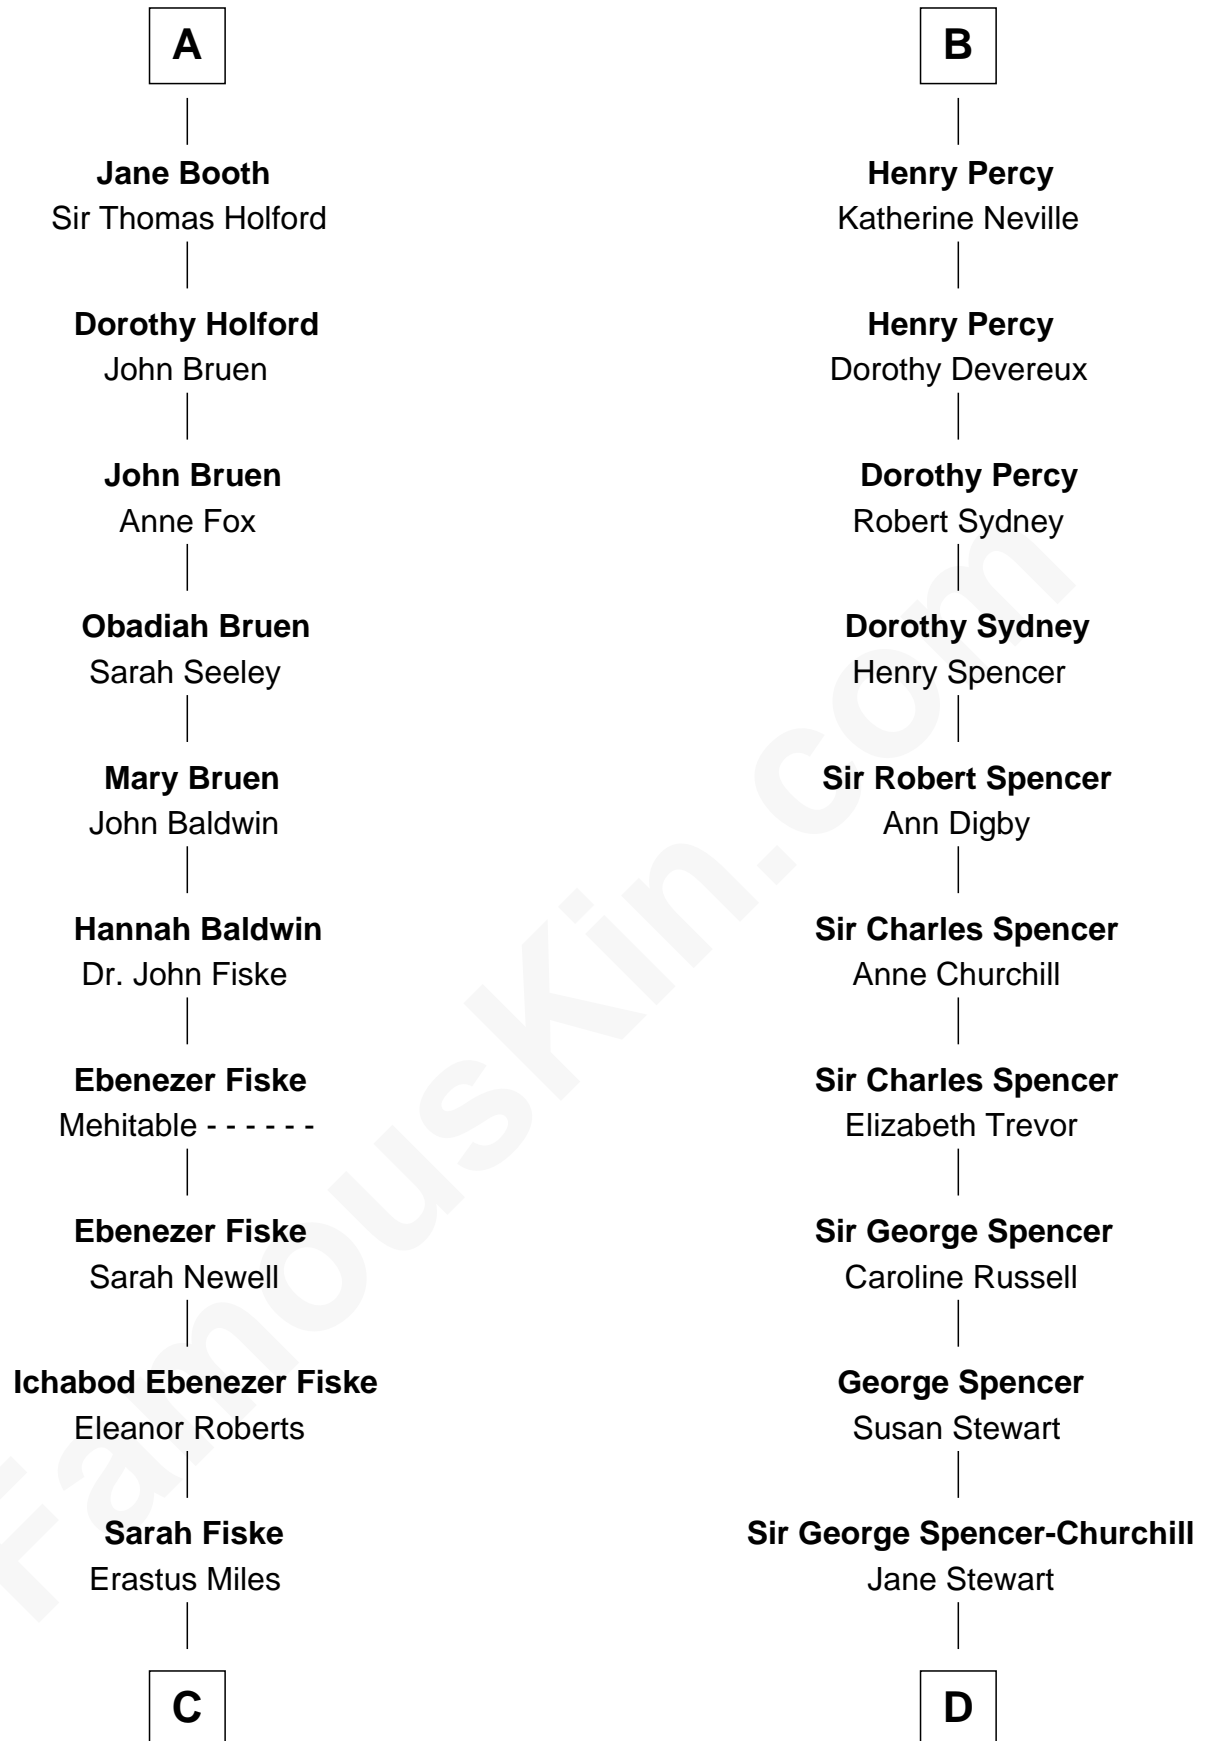 A
Jane Booth
Sir Thomas Holford
Dorothy Holford
John Bruen
John Bruen
Anne Fox
Obadiah Bruen
Sarah Seeley
Mary Bruen
John Baldwin
Hannah Baldwin
Dr. John Fiske
Ebenezer Fiske
Mehitable - - - - - -
Ebenezer Fiske
Sarah Newell
Ichabod Ebenezer Fiske
Eleanor Roberts
Sarah Fiske
Erastus Miles
C
B
Henry Percy
Katherine Neville
Henry Percy
Dorothy Devereux
Dorothy Percy
Robert Sydney
Dorothy Sydney
Henry Spencer
Sir Robert Spencer
Ann Digby
Sir Charles Spencer
Anne Churchill
Sir Charles Spencer
Elizabeth Trevor
Sir George Spencer
Caroline Russell
George Spencer
Susan Stewart
Sir George Spencer-Churchill
Jane Stewart
D
FamousKin.com